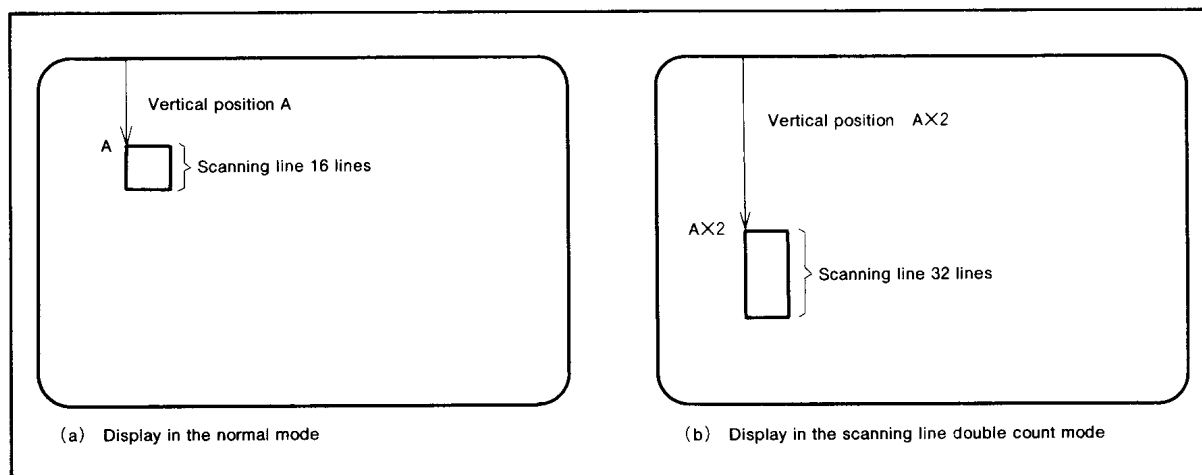 Vertical position A
A
Scanning line 16 lines
(a) Display in the normal mode
Vertical position A×2
A×2
Scanning line 32 lines
(b) Display in the scanning line double count mode